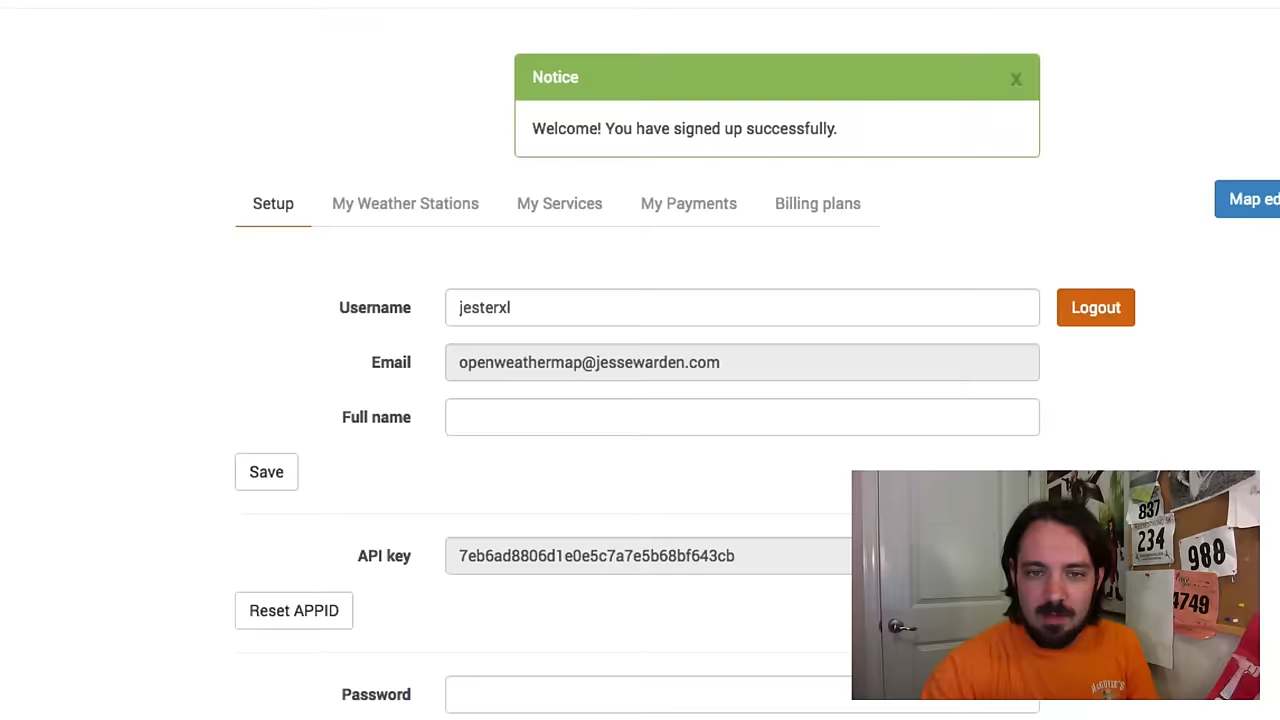 Notice
X
Welcome! You have signed up successfully.
Setup My Weather Stations My Services My Payments Billing plans
Map ed
Username jesterxl Logout
Email openweathermap@jessewarden.com
Full name
Save
API key 7eb6ad8806d1e0e5c7a7e5b68bf643cb
Reset APPID
Password
837
234
988
4749